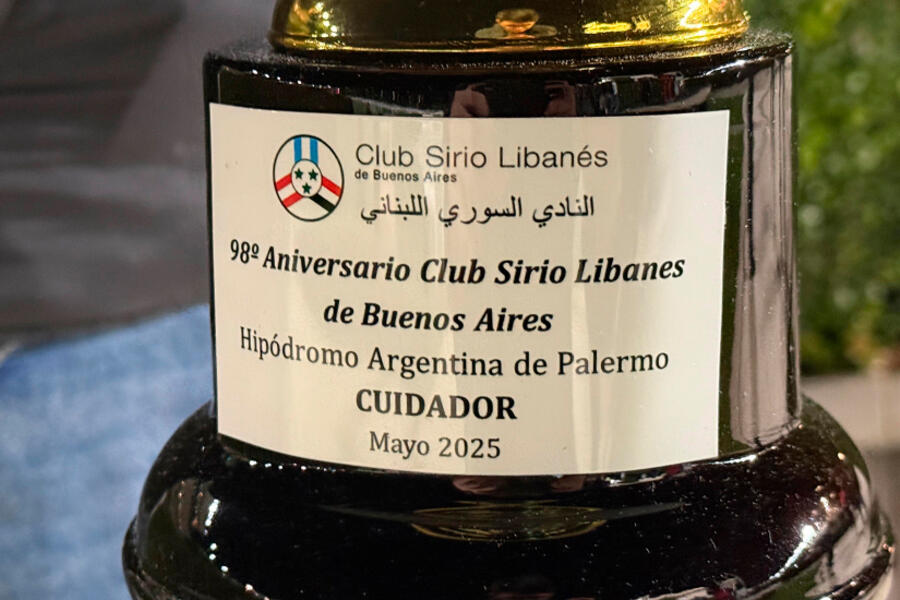 Club Sirio Libanés
de Buenos Aires
النادي السوري اللبناني
98º Aniversario Club Sirio Libanes
de Buenos Aires
Hipódromo Argentina de Palermo
CUIDADOR
Mayo 2025